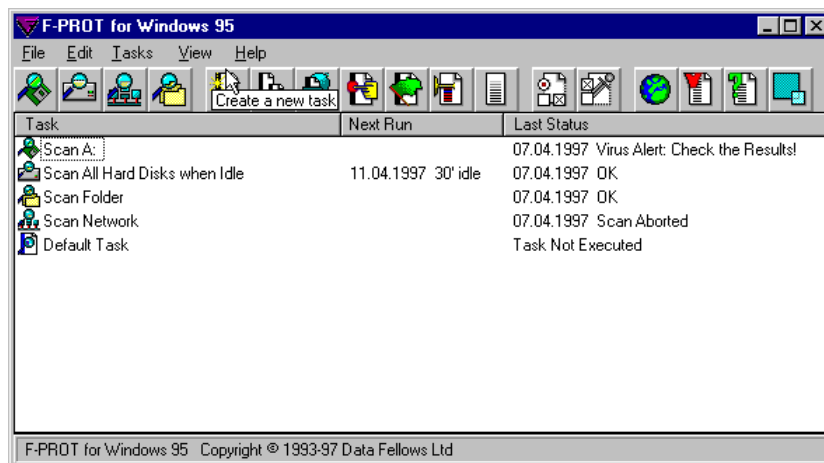 F-PROT for Windows 95
File Edit Tasks View Help
Create a new task
Task Next Run Last Status
Scan A: 07.04.1997 Virus Alert: Check the Results!
Scan All Hard Disks when Idle 11.04.1997 30' idle 07.04.1997 OK
Scan Folder 07.04.1997 OK
Scan Network 07.04.1997 Scan Aborted
Default Task Task Not Executed
F-PROT for Windows 95 Copyright © 1993-97 Data Fellows Ltd